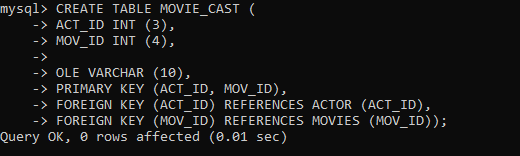 mysql> CREATE TABLE MOVIE_CAST (
-> ACT_ID INT (3),
-> MOV_ID INT (4),
->
-> OLE VARCHAR (10),
-> PRIMARY KEY (ACT_ID, MOV_ID),
-> FOREIGN KEY (ACT_ID) REFERENCES ACTOR (ACT_ID),
-> FOREIGN KEY (MOV_ID) REFERENCES MOVIES (MOV_ID));
Query OK, 0 rows affected (0.01 sec)